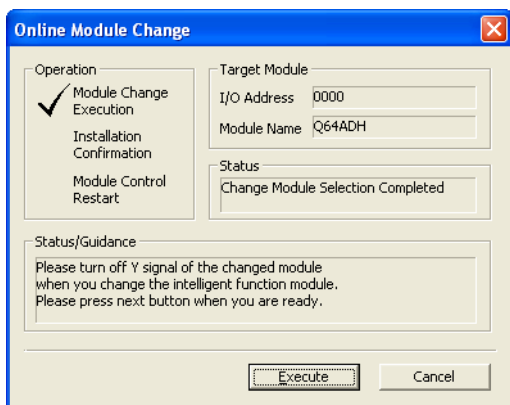 Online Module Change
Operation
Module Change
Execution
Installation
Confirmation
Module Control
Restart
Target Module
I/O Address 0000
Module Name Q64ADH
Status
Change Module Selection Completed
Status/Guidance
Please turn off Y signal of the changed module
when you change the intelligent function module.
Please press next button when you are ready.
Execute Cancel